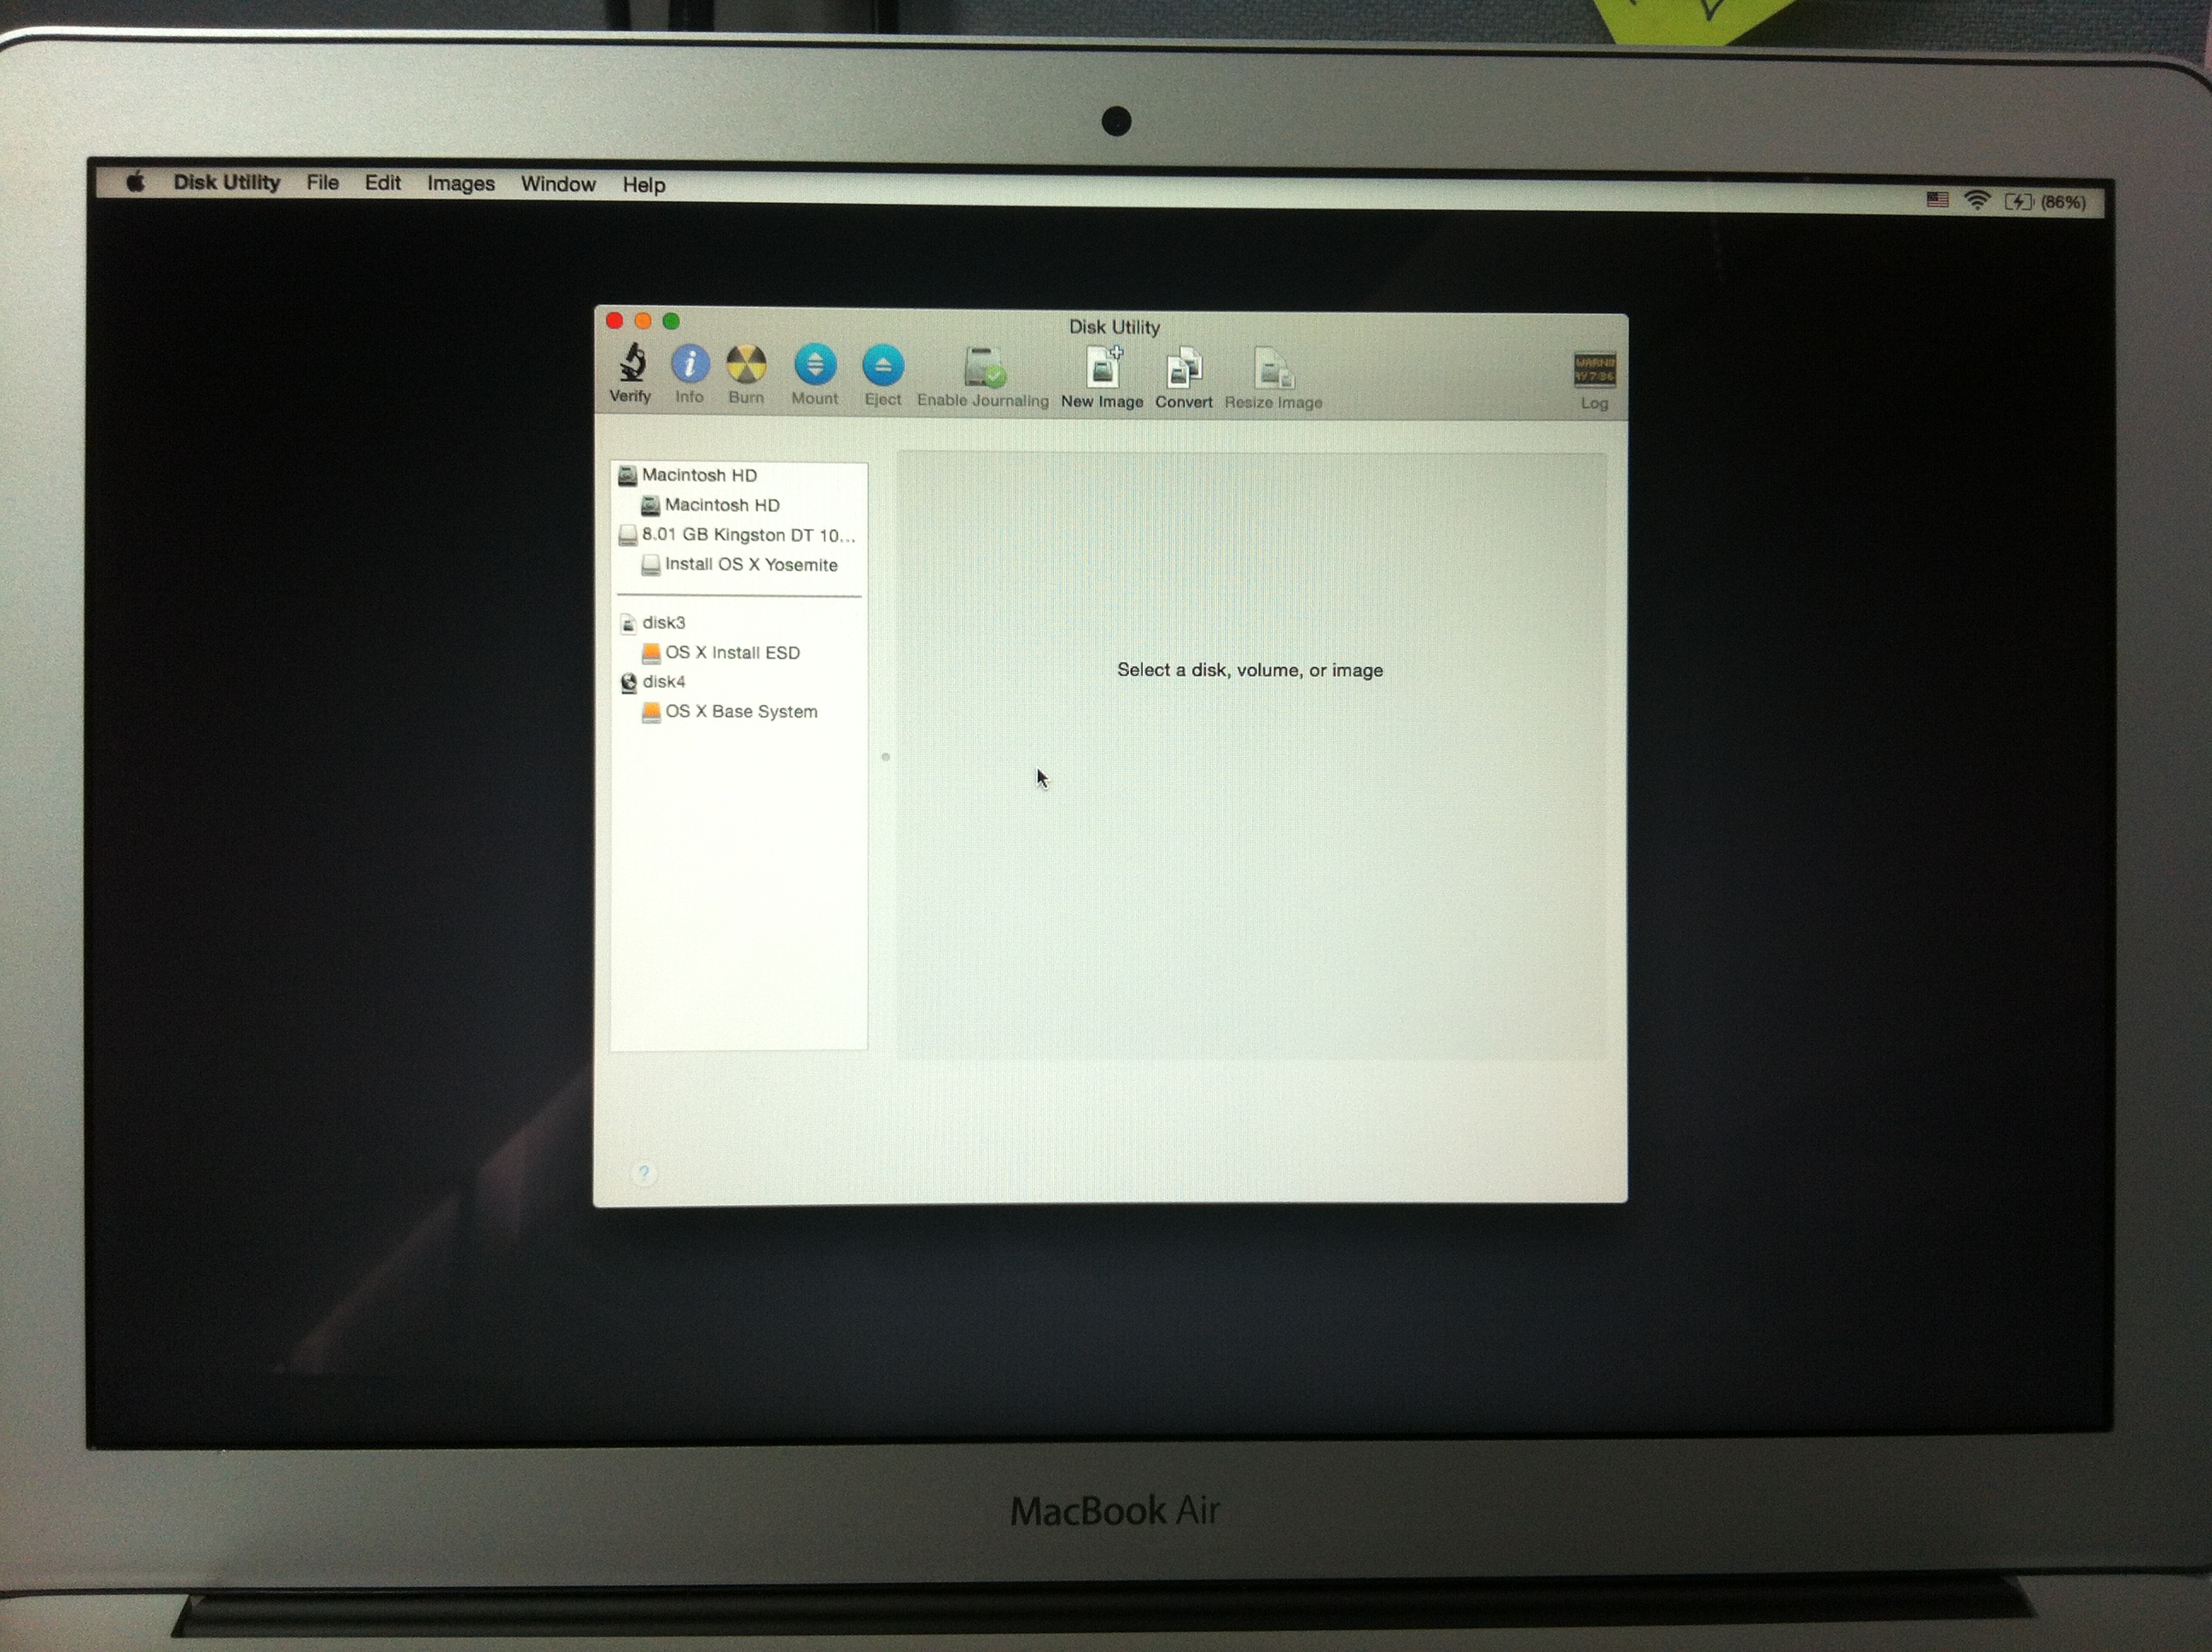 Disk Utility File Edit Images Window Help (86%)
Disk Utility
Verify Info Burn Mount Eject Enable Journaling New Image Convert Resize Image Log
Macintosh HD
Macintosh HD
8.01 GB Kingston DT 10...
Install OS X Yosemite
disk3
OS X Install ESD
disk4
OS X Base System
Select a disk, volume, or image
?
MacBook Air